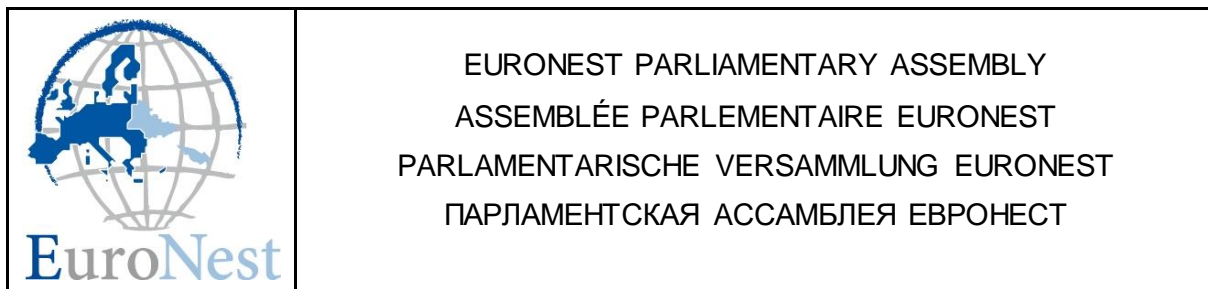 EuroNest
EURONEST PARLIAMENTARY ASSEMBLY
ASSEMBLÉE PARLEMENTAIRE EURONEST
PARLAMENTARISCHE VERSAMMLUNG EURONEST
ПАРЛАМЕНТСКАЯ АССАМБЛЕЯ ЕВРОНЕСТ